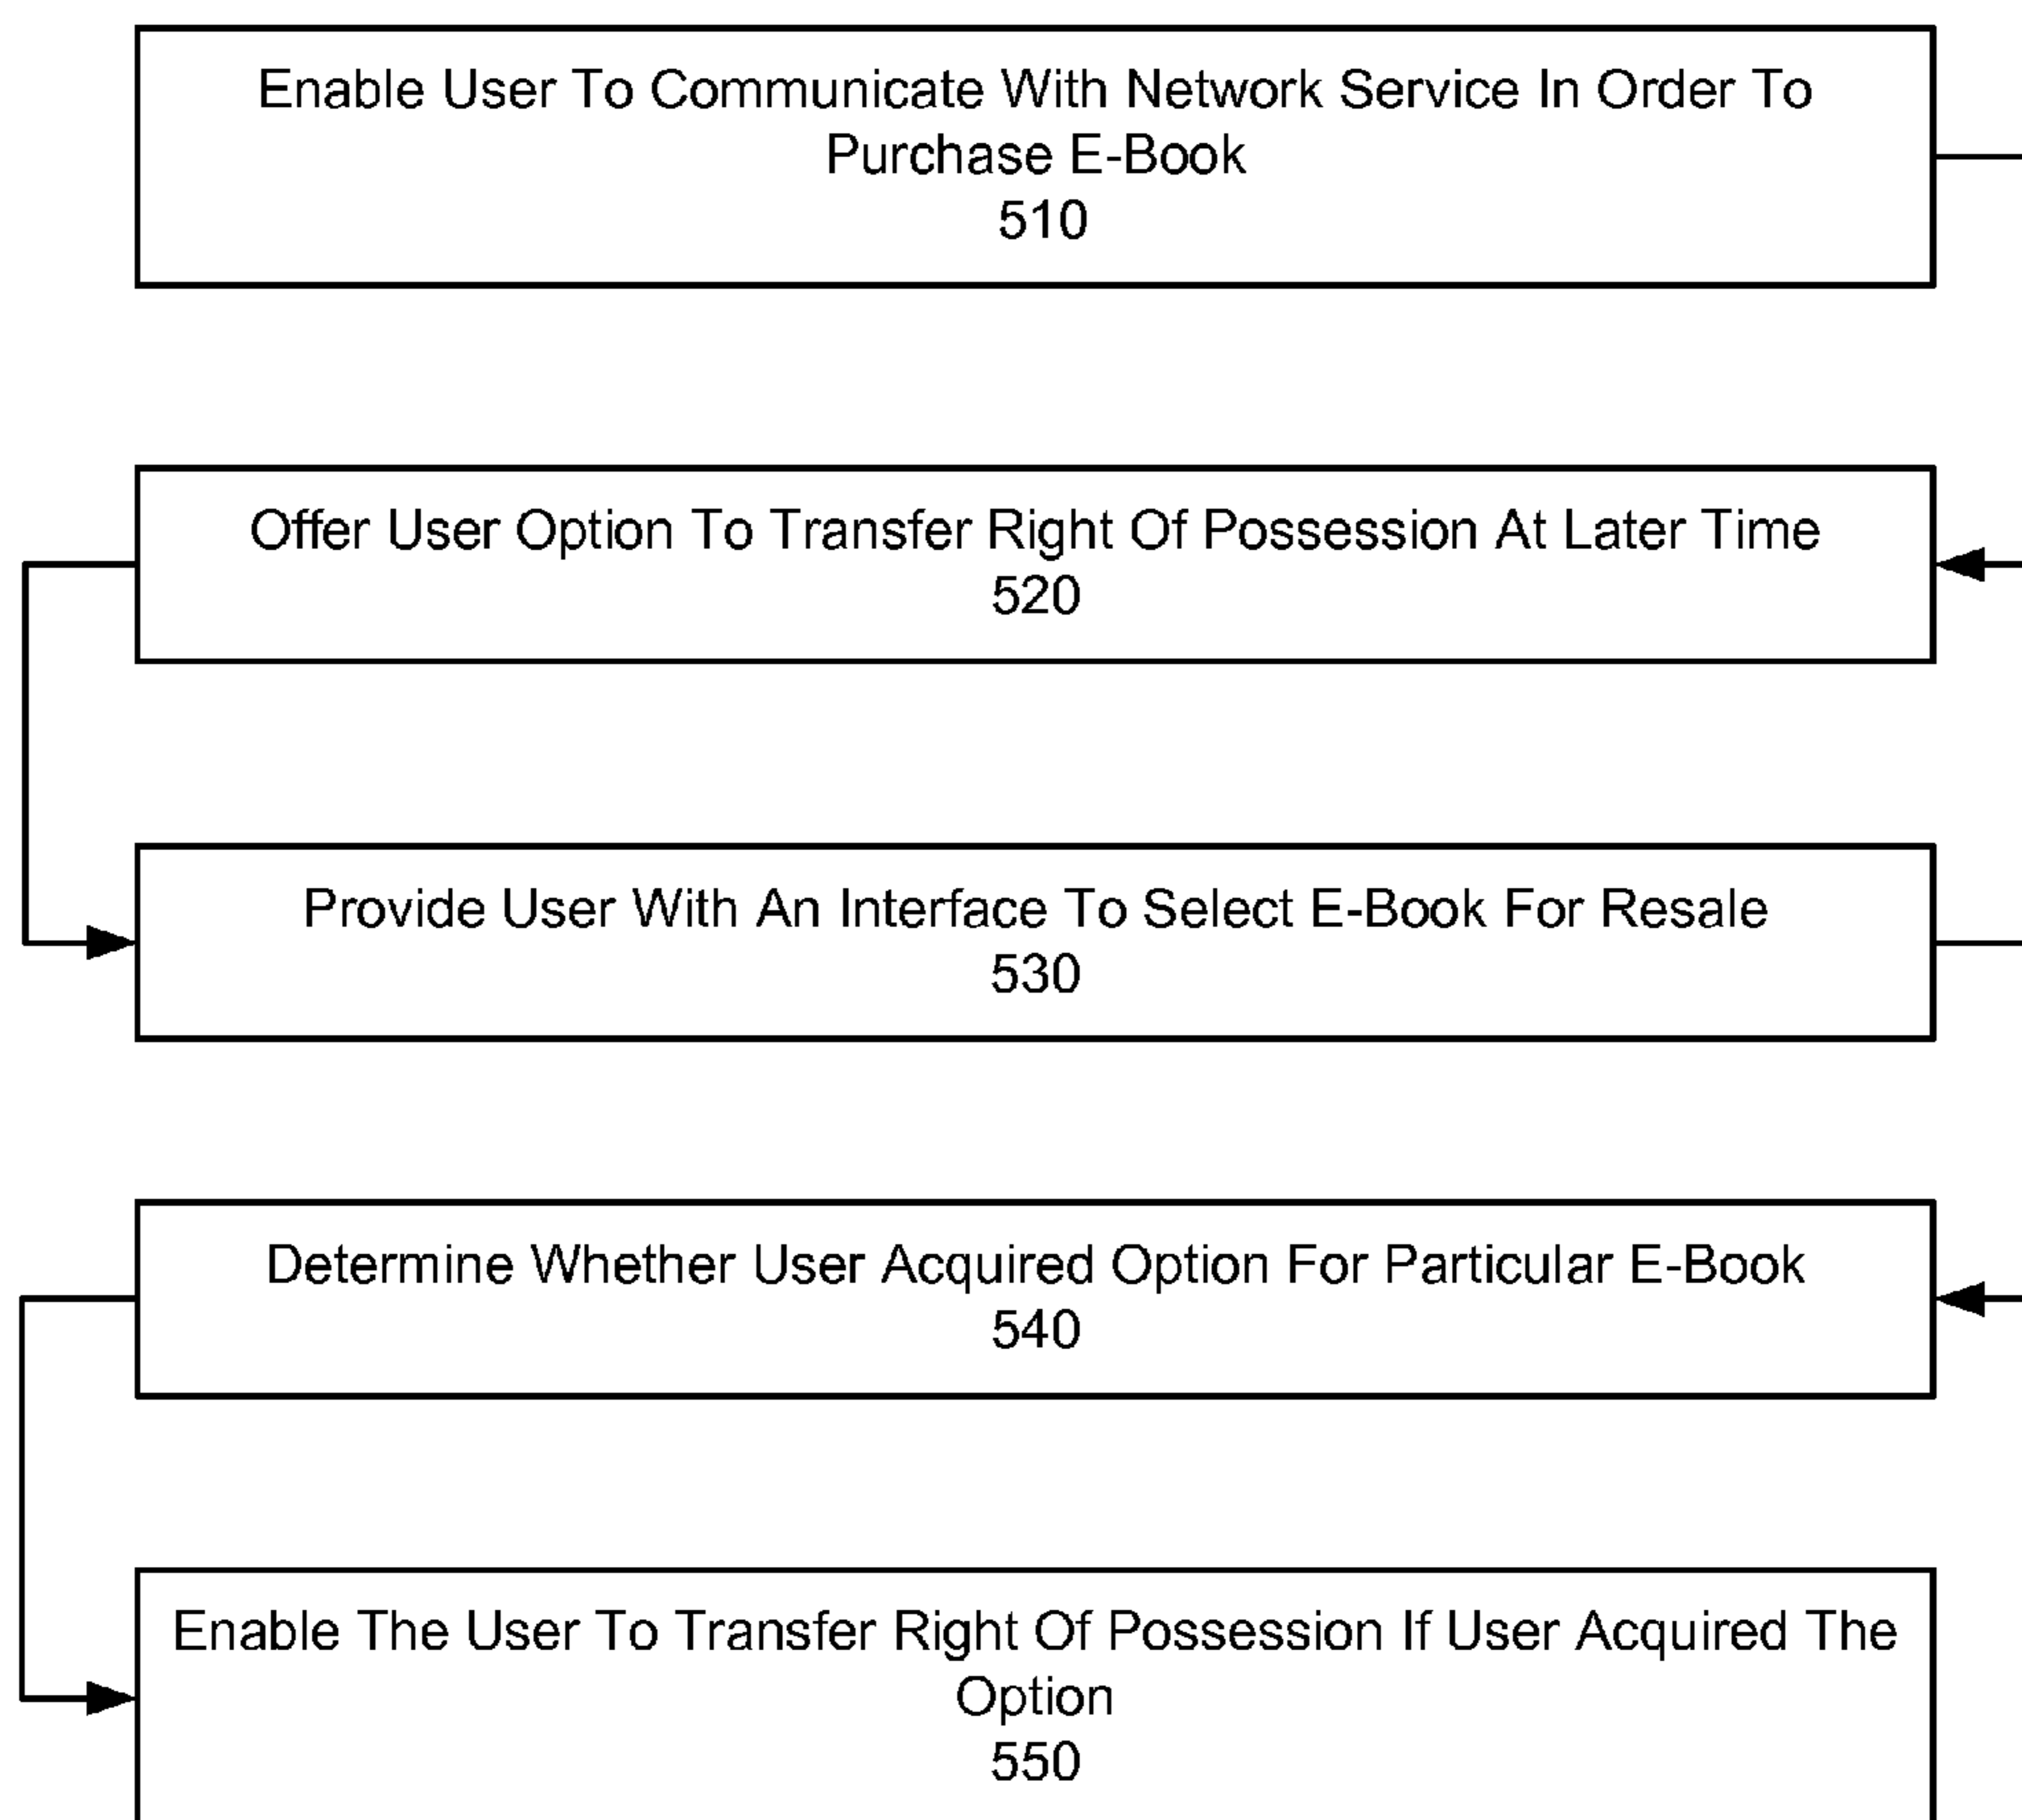 Enable User To Communicate With Network Service In Order To
Purchase E-Book
510
Offer User Option To Transfer Right Of Possession At Later Time
520
Provide User With An Interface To Select E-Book For Resale
530
Determine Whether User Acquired Option For Particular E-Book
540
Enable The User To Transfer Right Of Possession If User Acquired The
Option
550